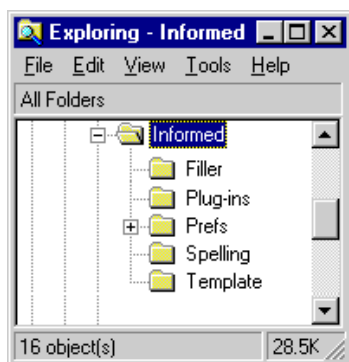 Exploring - Informed
File Edit View Tools Help
All Folders
Informed
Filler
Plug-ins
Prefs
Spelling
Template
16 object(s) 28.5K